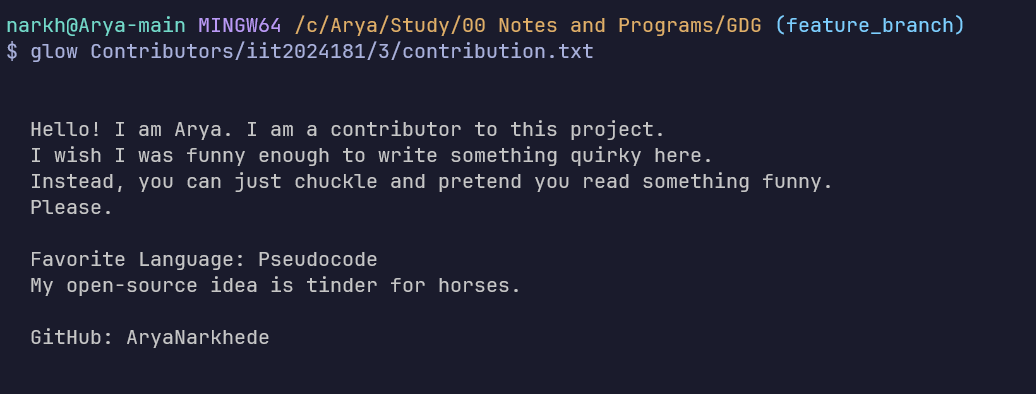 narkh@Arya-main MINGW64 /c/Arya/Study/00 Notes and Programs/GDG (feature_branch)
$ glow Contributors/iit2024181/3/contribution.txt
Hello! I am Arya. I am a contributor to this project.
I wish I was funny enough to write something quirky here.
Instead, you can just chuckle and pretend you read something funny.
Please.
Favorite Language: Pseudocode
My open-source idea is tinder for horses.
GitHub: AryaNarkhede